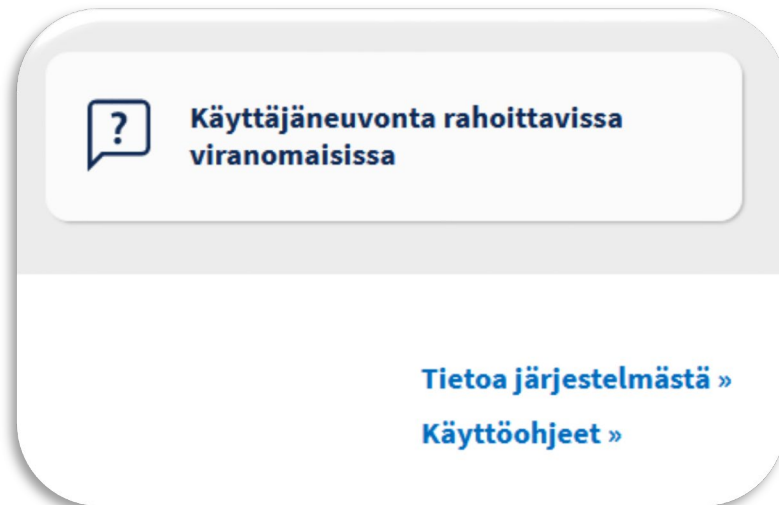 ?
Käyttäjäneuvonta rahoittavissa
viranomaisissa
Tietoa järjestelmästä »
Käyttöohjeet »